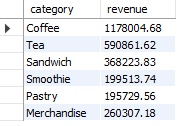 category revenue
Coffee 1178004.68
Tea 590861.62
Sandwich 368223.83
Smoothie 199513.74
Pastry 195729.56
Merchandise 260307.18